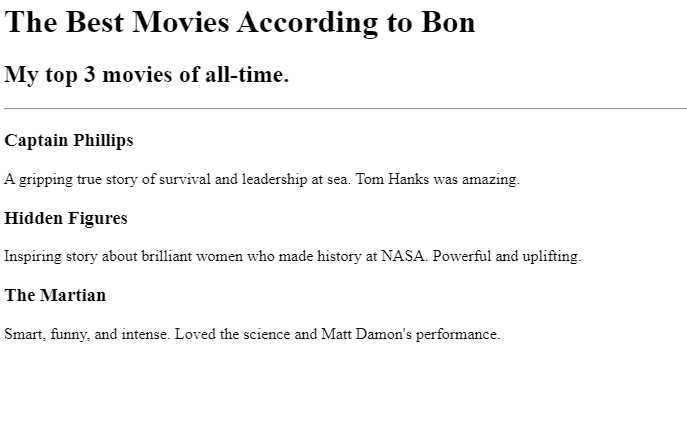 The Best Movies According to Bon
My top 3 movies of all-time.
Captain Phillips
A gripping true story of survival and leadership at sea. Tom Hanks was amazing.
Hidden Figures
Inspiring story about brilliant women who made history at NASA. Powerful and uplifting.
The Martian
Smart, funny, and intense. Loved the science and Matt Damon's performance.